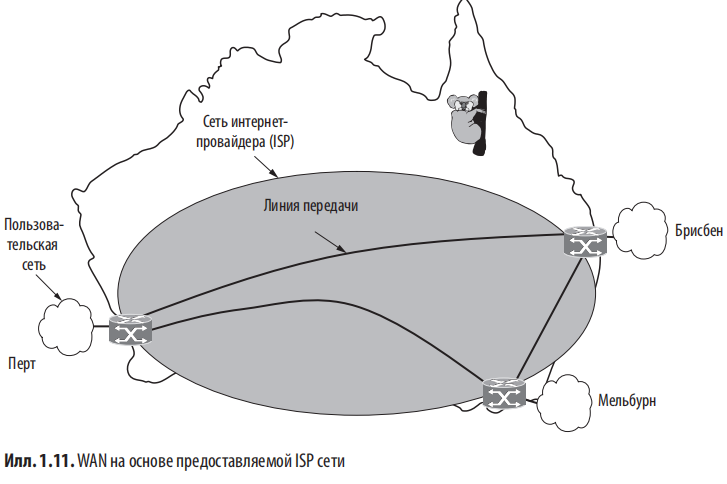 Сеть интернет-
провайдера (ISP)
Линия передачи
Пользова-
тельская
сеть
Брисбен
Перт
Мельбурн
Илл. 1.11. WAN на основе предоставляемой ISP сети